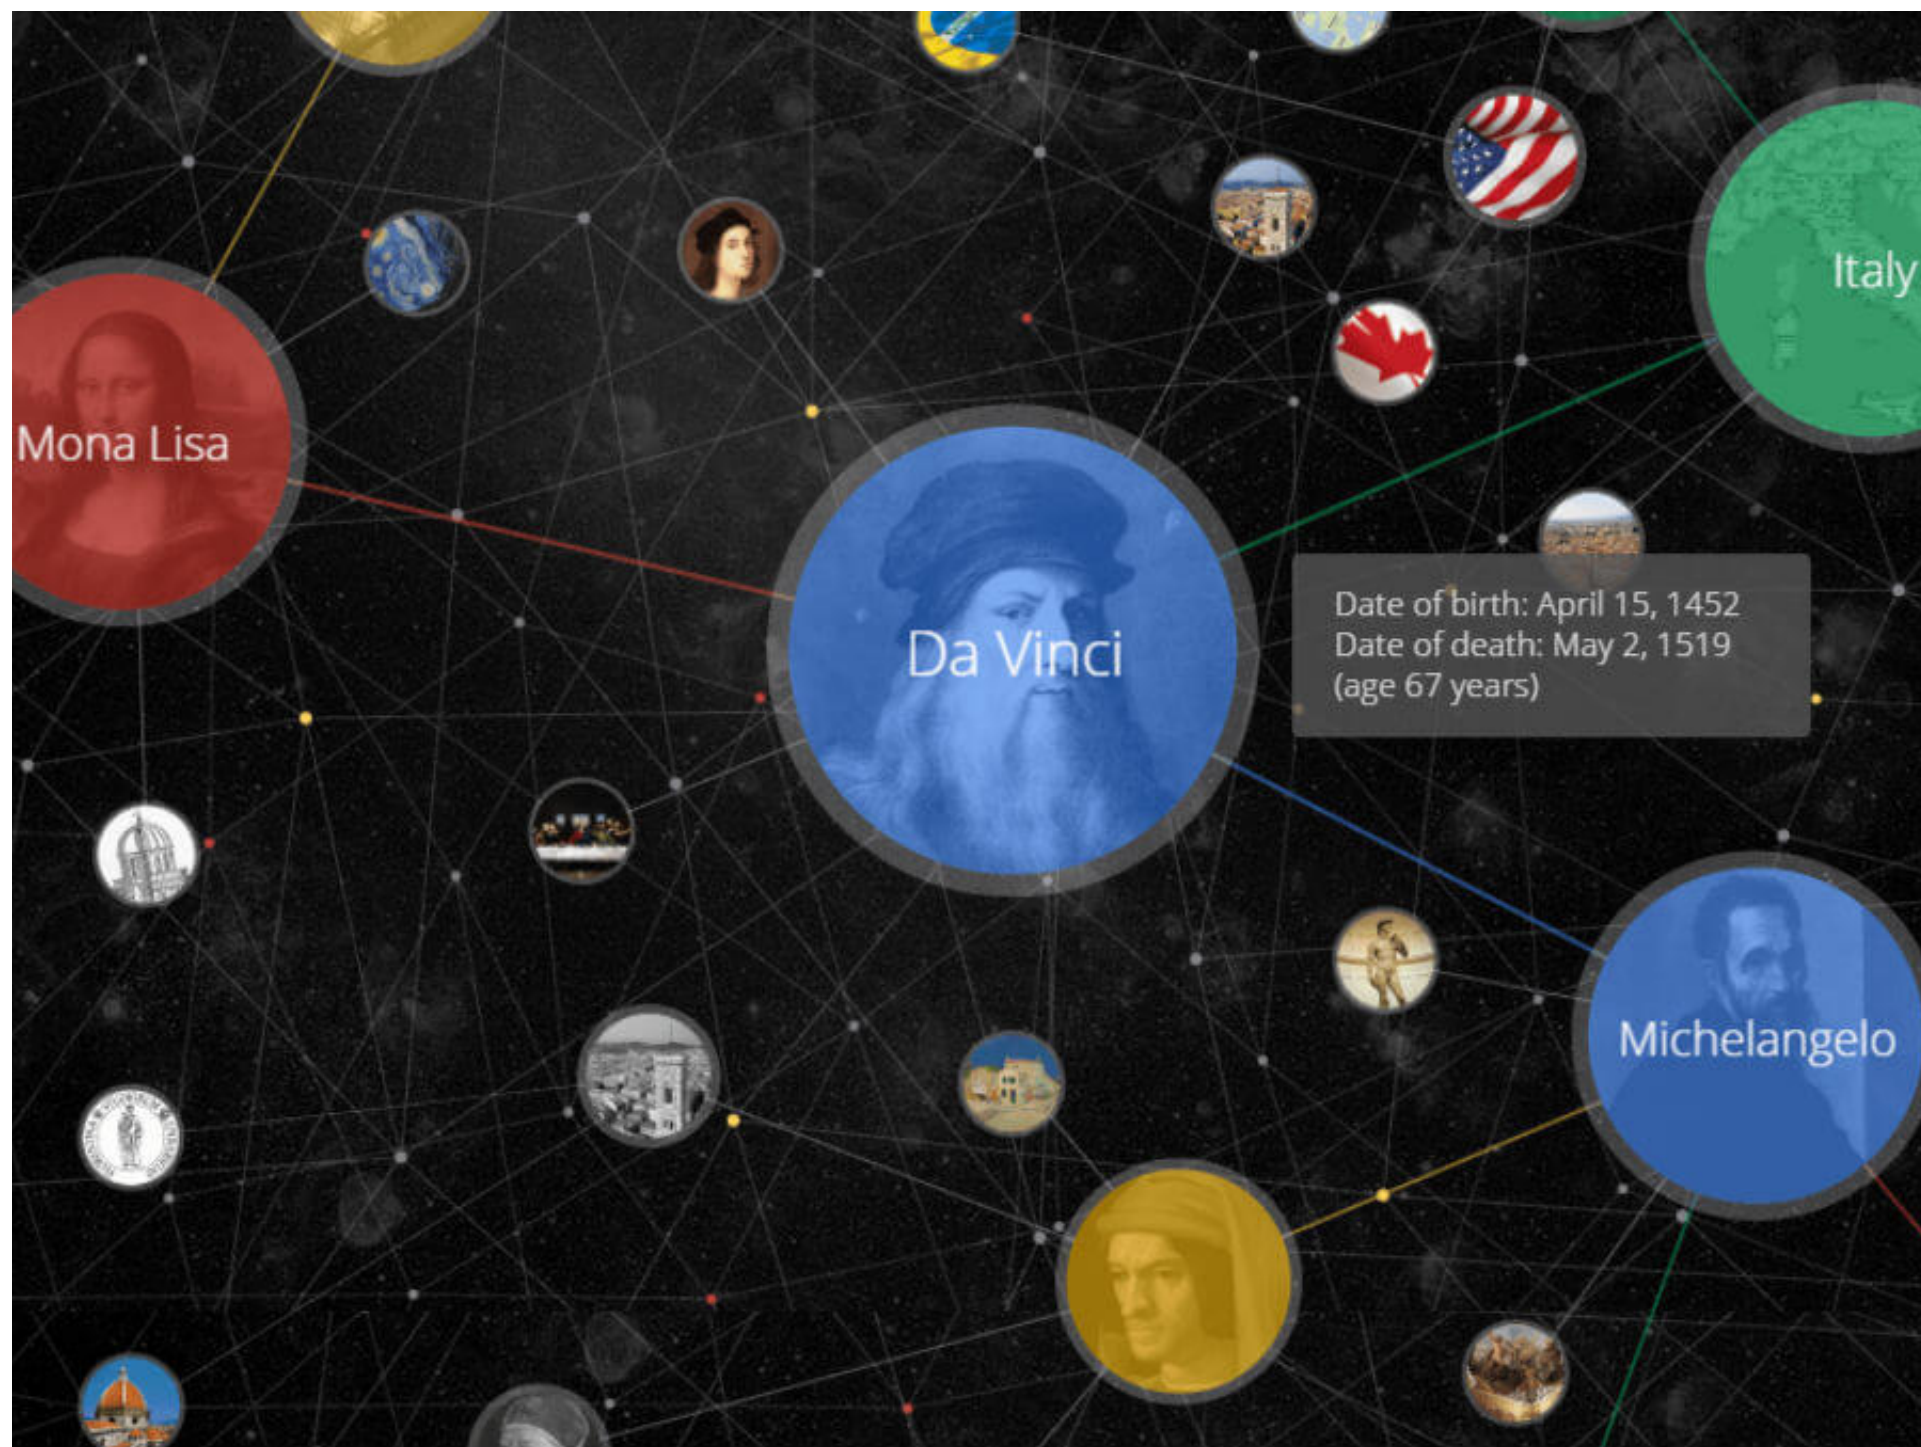 Italy
Mona Lisa
Da Vinci
Date of birth: April 15, 1452
Date of death: May 2, 1519
(age 67 years)
Michelangelo